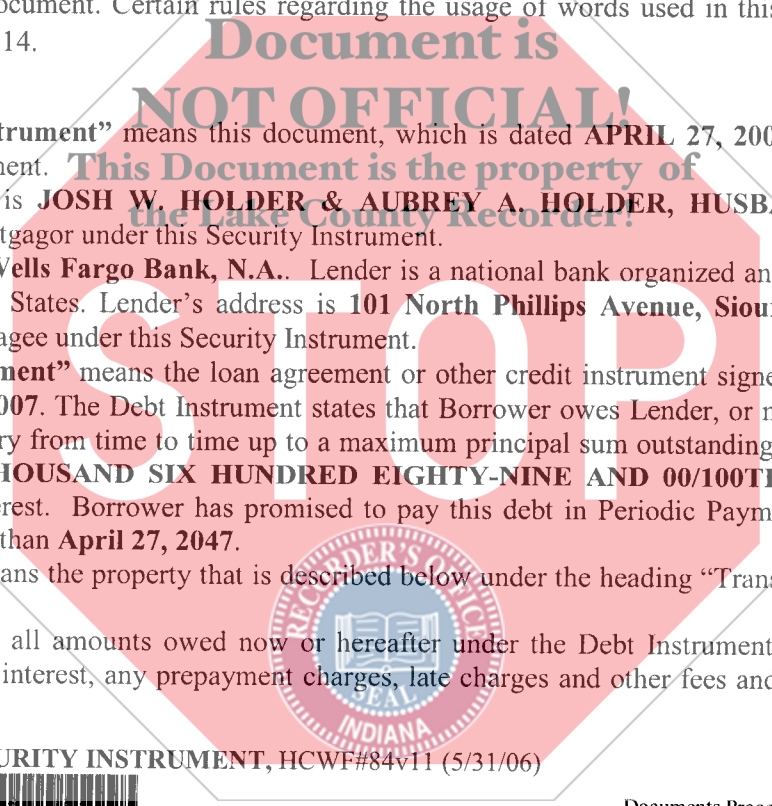 ocument. Certain rules regarding the usage of words used in this
14.
Document is
NOT OFFICIAL!
This Document is the property of
the Lake County Recorder!
STOP
trument” means this document, which is dated APRIL 27, 200
nent.
is JOSH W. HOLDER & AUBREY A. HOLDER, HUSBA
tgagor under this Security Instrument.
Vells Fargo Bank, N.A.. Lender is a national bank organized an
States. Lender’s address is 101 North Phillips Avenue, Sioux
agee under this Security Instrument.
ment” means the loan agreement or other credit instrument signe
007. The Debt Instrument states that Borrower owes Lender, or
ry from time to time up to a maximum principal sum outstanding
HOUSAND SIX HUNDRED EIGHTY-NINE AND 00/100TH
erest. Borrower has promised to pay this debt in Periodic Paym
than April 27, 2047.
ans the property that is described below under the heading “Trans
all amounts owed now or hereafter under the Debt Instrument
interest, any prepayment charges, late charges and other fees and
RECORDER'S OFFICE
SEAL
INDIANA
URITY INSTRUMENT, HCWF#84v11 (5/31/06)